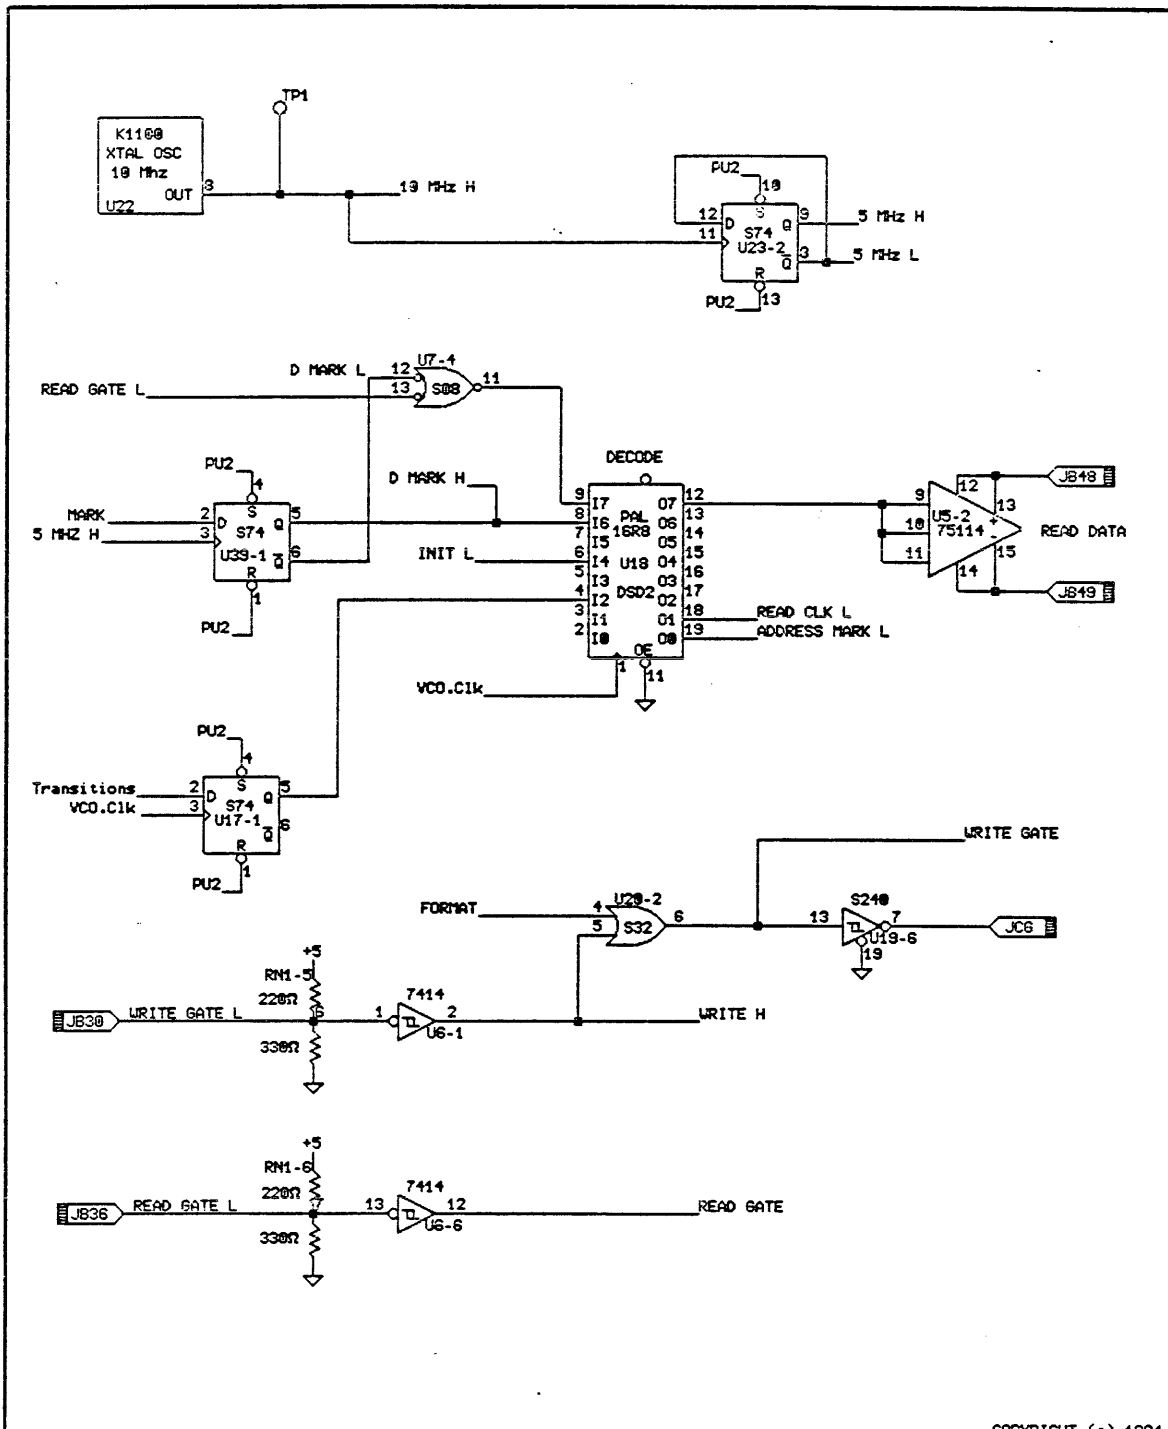 TP1
K1100
XTAL OSC
10 Mhz
OUT
8
U22
10 MHz H
PU2
10
S
12
D
S74
Q
9
5 MHz H
11
U23-2
Q
5 MHz L
R
PU2
13
U7-4
D MARK L
12
11
READ GATE L
13
S08
DECODE
PU2
4
D MARK H
S
MARK
2
D
S74
Q
5
5 MHZ H
3
U39-1
Q
6
R
1
PU2
INIT L
9
I7
O7
12
8
I6
PAL
O6
13
7
I5
16R8
O5
14
6
I4
U18
O4
15
5
I3
O3
16
4
I2
DSD2
O2
17
3
I1
O1
18
READ CLK L
2
I0
O0
19
ADDRESS MARK L
OE
1
11
VCO.Clk
9
12
J848
10
U5-2
+
13
READ DATA
11
75114
-
15
14
J849
PU2
4
S
Transitions
2
D
S74
Q
5
VCO.Clk
3
U17-1
Q
6
R
1
PU2
WRITE GATE
FORMAT
4
U20-2
5
S32
6
S240
13
7
U19-6
19
JC6
+5
RN1-5
220Ω
6
7414
J830
WRITE GATE L
1
2
U6-1
WRITE H
330Ω
+5
RN1-6
220Ω
7
7414
J836
READ GATE L
13
12
U6-6
READ GATE
330Ω